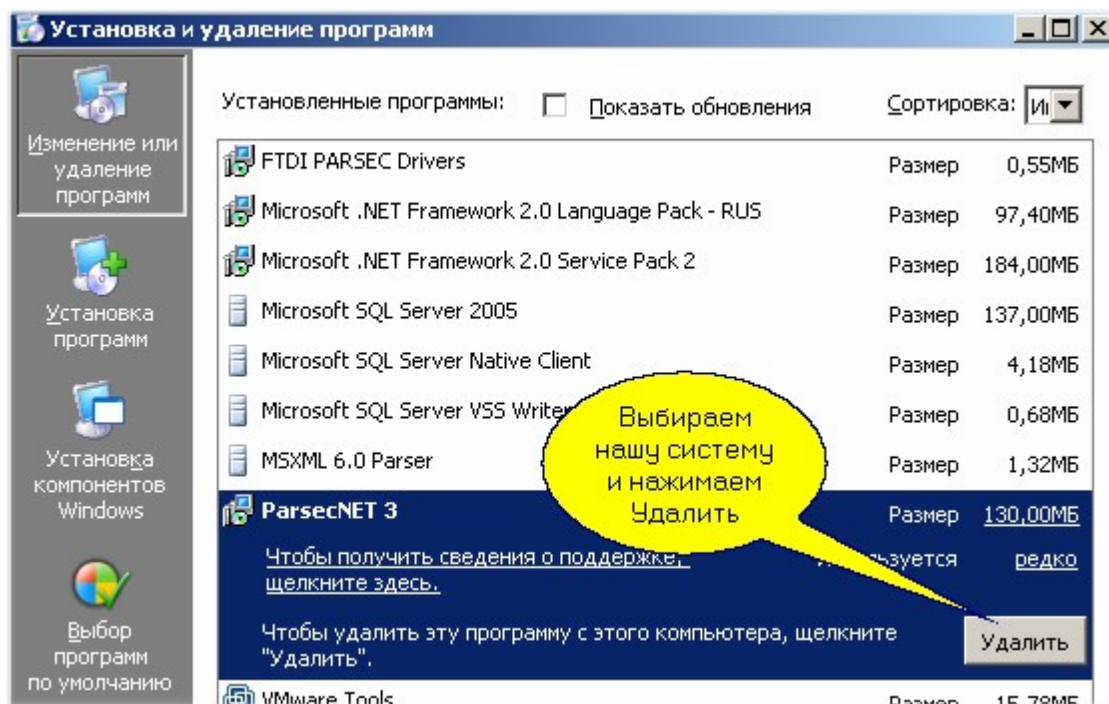 Установка и удаление программ
Изменение или
удаление
программ
Установка
программ
Установка
компонентов
Windows
Выбор
программ
по умолчанию
Установленные программы: Показать обновления Сортировка:
FTDI PARSEC Drivers Размер 0,55МБ
Microsoft .NET Framework 2.0 Language Pack - RUS Размер 97,40МБ
Microsoft .NET Framework 2.0 Service Pack 2 Размер 184,00МБ
Microsoft SQL Server 2005 Размер 137,00МБ
Microsoft SQL Server Native Client Размер 4,18МБ
Microsoft SQL Server VSS Writer Размер 0,68МБ
MSXML 6.0 Parser Размер 1,32МБ
Выбираем
нашу систему
и нажимаем
Удалить
ParsecNET 3 Размер 130,00МБ
Чтобы получить сведения о поддержке, редко
щелкните здесь.
Чтобы удалить эту программу с этого компьютера, щелкните
"Удалить".
Удалить
VMware Tools Размер 15,78МБ